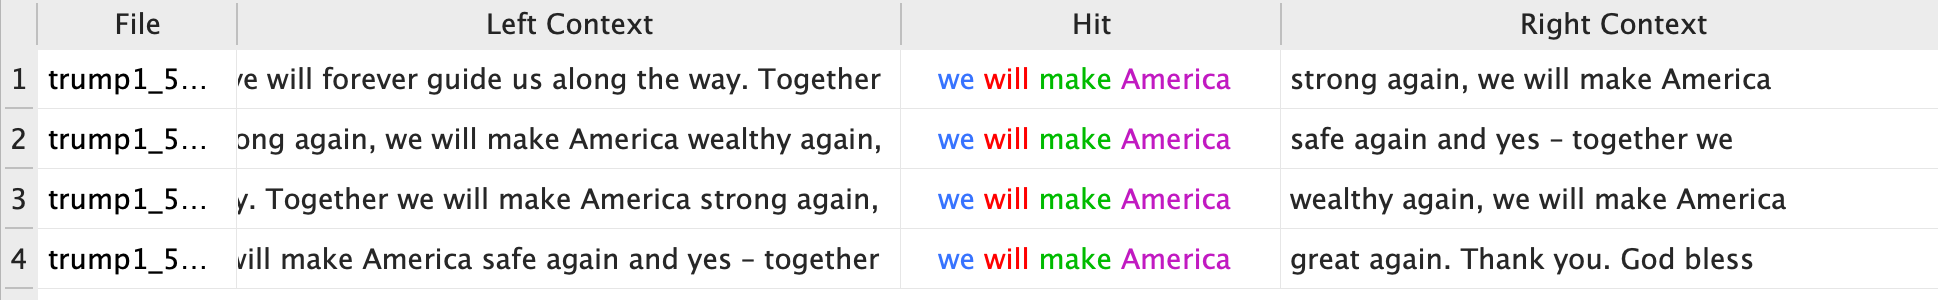 File Left Context Hit Right Context
1 trump1_5... ve will forever guide us along the way. Together we will make America strong again, we will make America
2 trump1_5... ong again, we will make America wealthy again, we will make America safe again and yes – together we
3 trump1_5... y. Together we will make America strong again, we will make America wealthy again, we will make America
4 trump1_5... will make America safe again and yes – together we will make America great again. Thank you. God bless